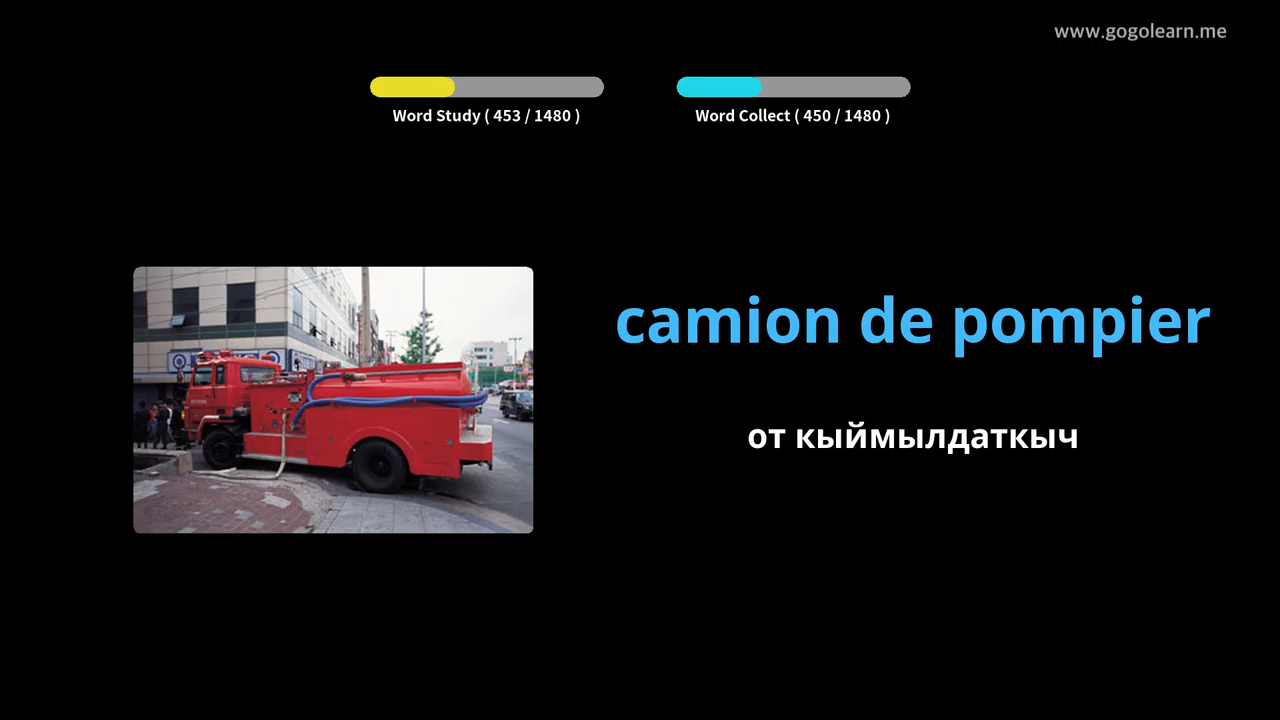 www.gogolearn.me
Word Study ( 453 / 1480 )
Word Collect ( 450 / 1480 )
camion de pompier
от кыймылдаткыч